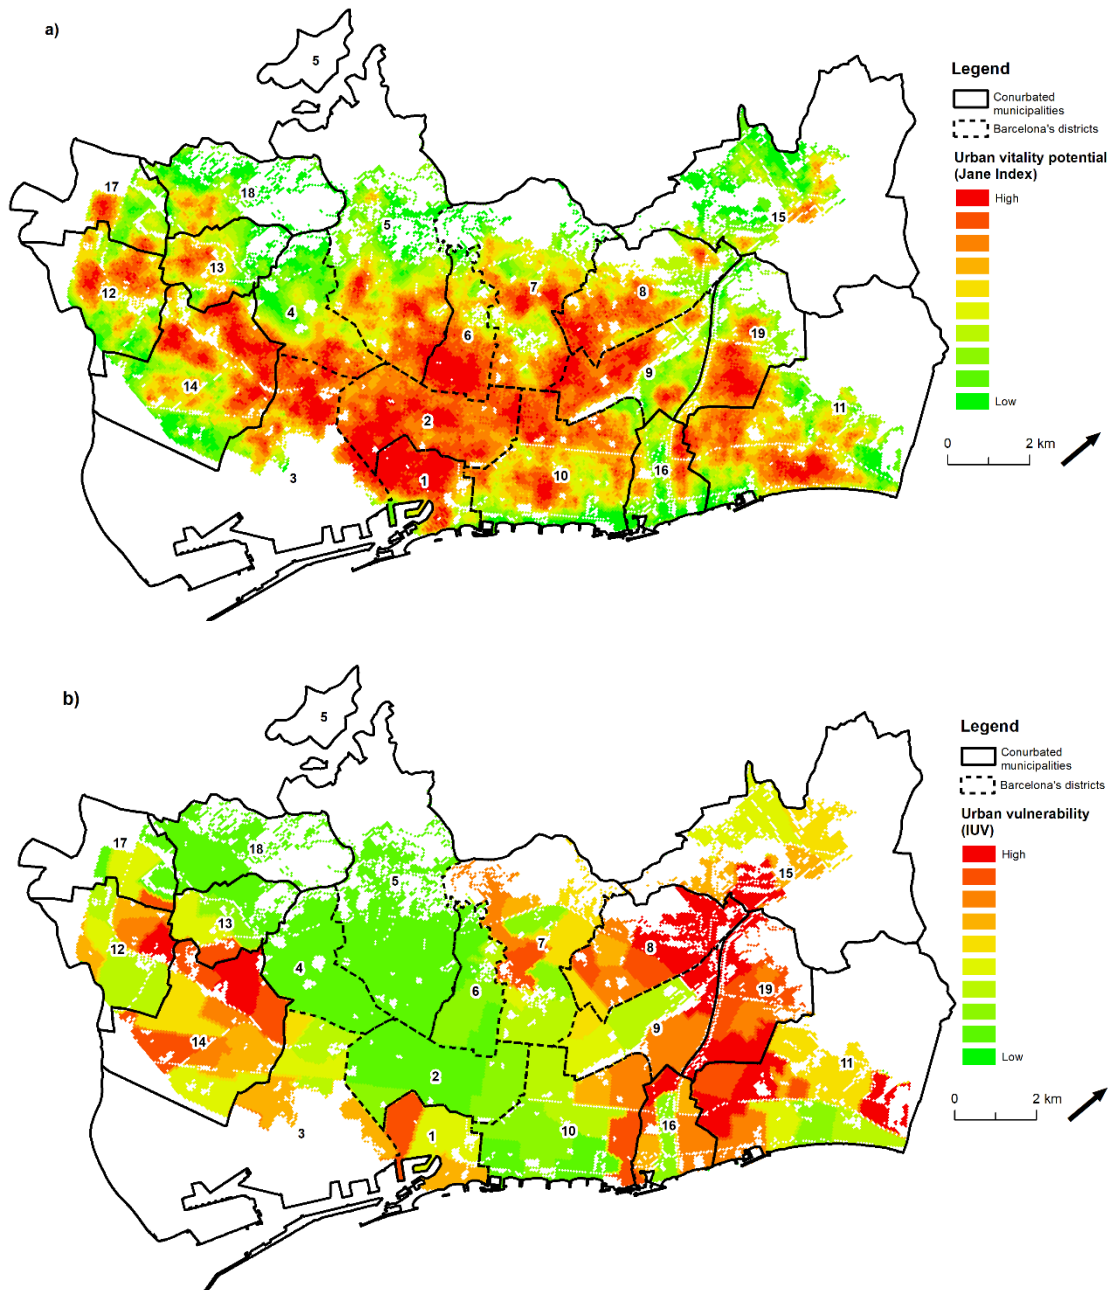 a)
5
Legend
Conurbated
municipalities
Barcelona's districts
Urban vitality potential
(Jane Index)
High
Low
0 2 km
17
18
5
15
13
7
8
12
4
6
19
9
14
2
11
3
1
10
16
b)
5
Legend
Conurbated
municipalities
Barcelona's districts
Urban vulnerability
(IUV)
High
Low
0 2 km
17
18
5
15
13
7
8
12
4
6
19
9
14
2
11
3
1
10
16